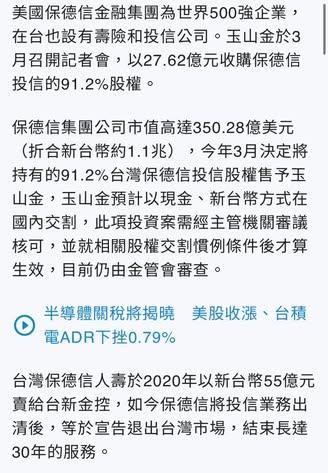 美國保德信金融集團為世界500強企業，
在台也設有壽險和投信公司。玉山金於3
月召開記者會，以27.62億元收購保德信
投信的91.2%股權。
保德信集團公司市值高達350.28億美元
（折合新台幣約1.1兆），今年3月決定將
持有的91.2%台灣保德信投信股權售予玉
山金，玉山金預計以現金、新台幣方式在
國內交割，此項投資案需經主管機關審議
核可，並就相關股權交割慣例條件後才算
生效，目前仍由金管會審查。
半導體關稅將揭曉　美股收漲、台積
電ADR下挫0.79%
台灣保德信人壽於2020年以新台幣55億元
賣給台新金控，如今保德信將投信業務出
清後，等於宣告退出台灣市場，結束長達
30年的服務。